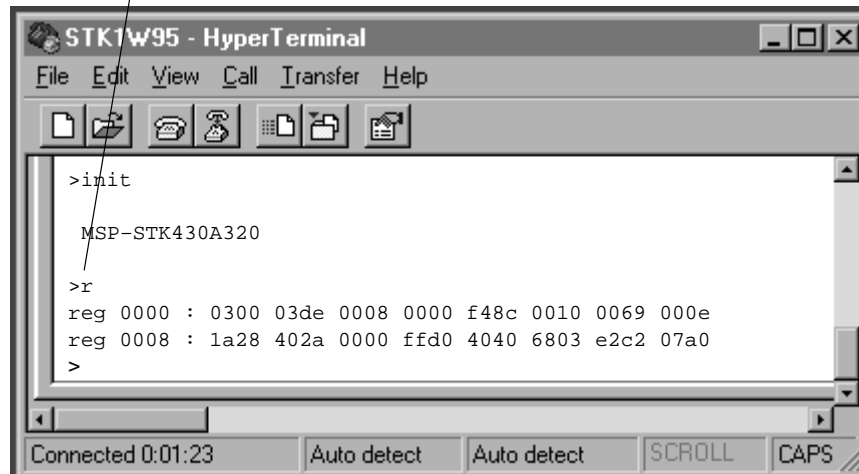 STK1W95 - HyperTerminal
File Edit View Call Transfer Help
>init
MSP-STK430A320
>r
reg 0000 : 0300 03de 0008 0000 f48c 0010 0069 000e
reg 0008 : 1a28 402a 0000 ffd0 4040 6803 e2c2 07a0
>
Connected 0:01:23 Auto detect Auto detect SCROLL CAPS